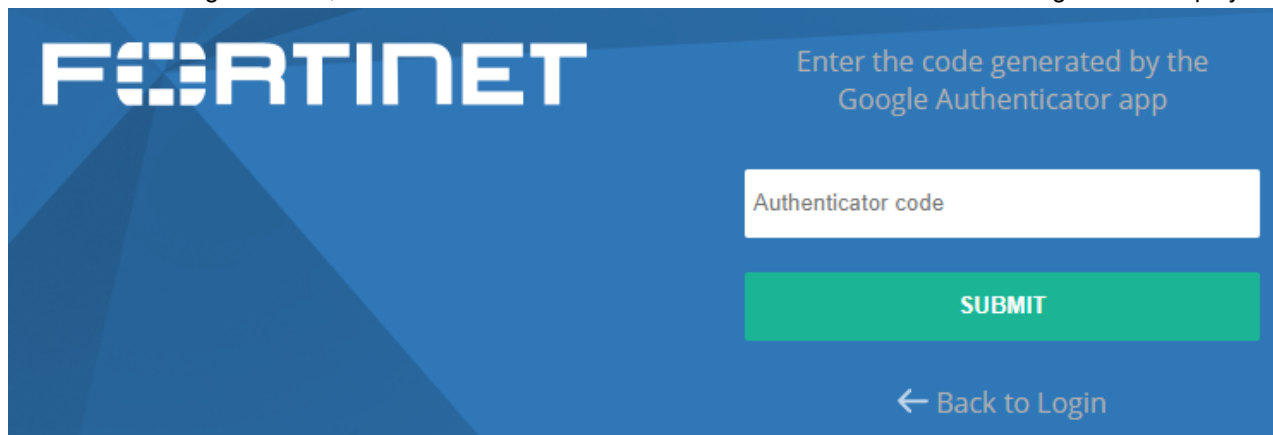 FORTINET
Enter the code generated by the
Google Authenticator app
Authenticator code
SUBMIT
← Back to Login